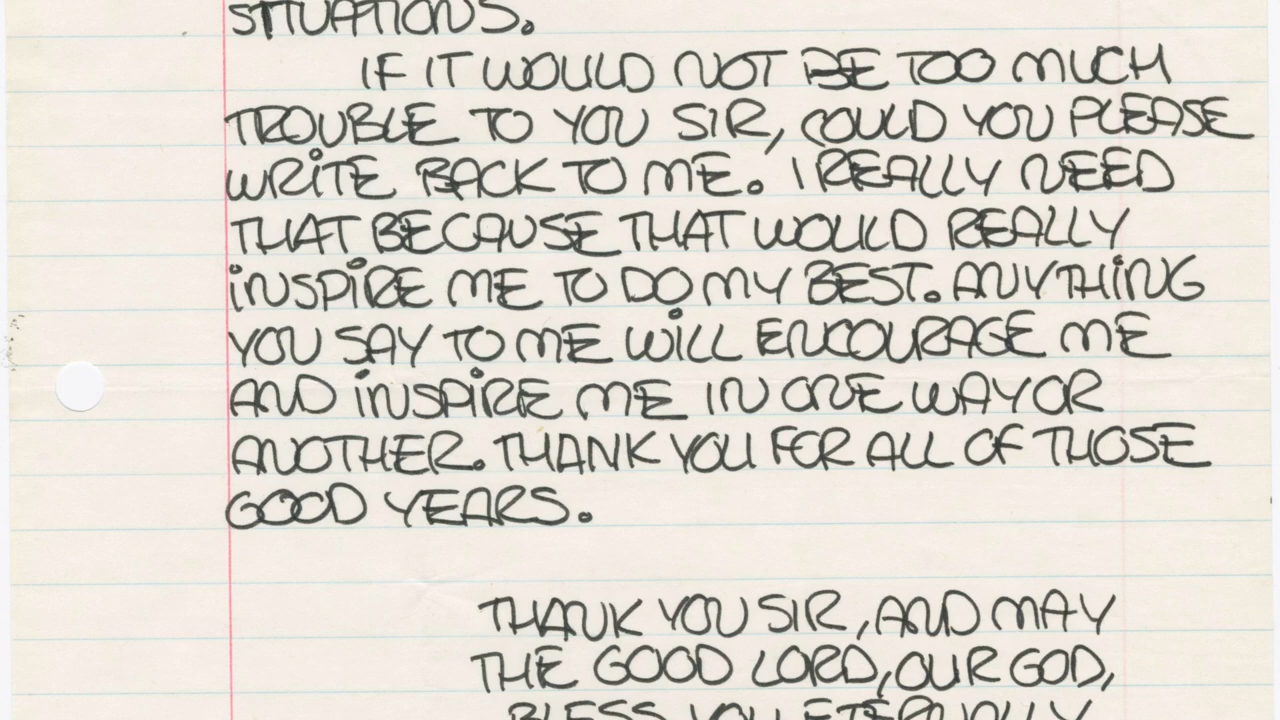 SITUATIONS.
IF IT WOULD NOT BE TOO MUCH
TROUBLE TO YOU SIR, COULD YOU PLEASE
WRITE BACK TO ME. I REALLY NEED
THAT BECAUSE THAT WOULD REALLY
INSPIRE ME TO DO MY BEST. ANYTHING
YOU SAY TO ME WILL ENCOURAGE ME
AND INSPIRE ME IN ONE WAY OR
ANOTHER. THANK YOU FOR ALL OF THOSE
GOOD YEARS.
THANK YOU SIR, AND MAY
THE GOOD LORD, OUR GOD,
BLESS YOU ETERNALLY